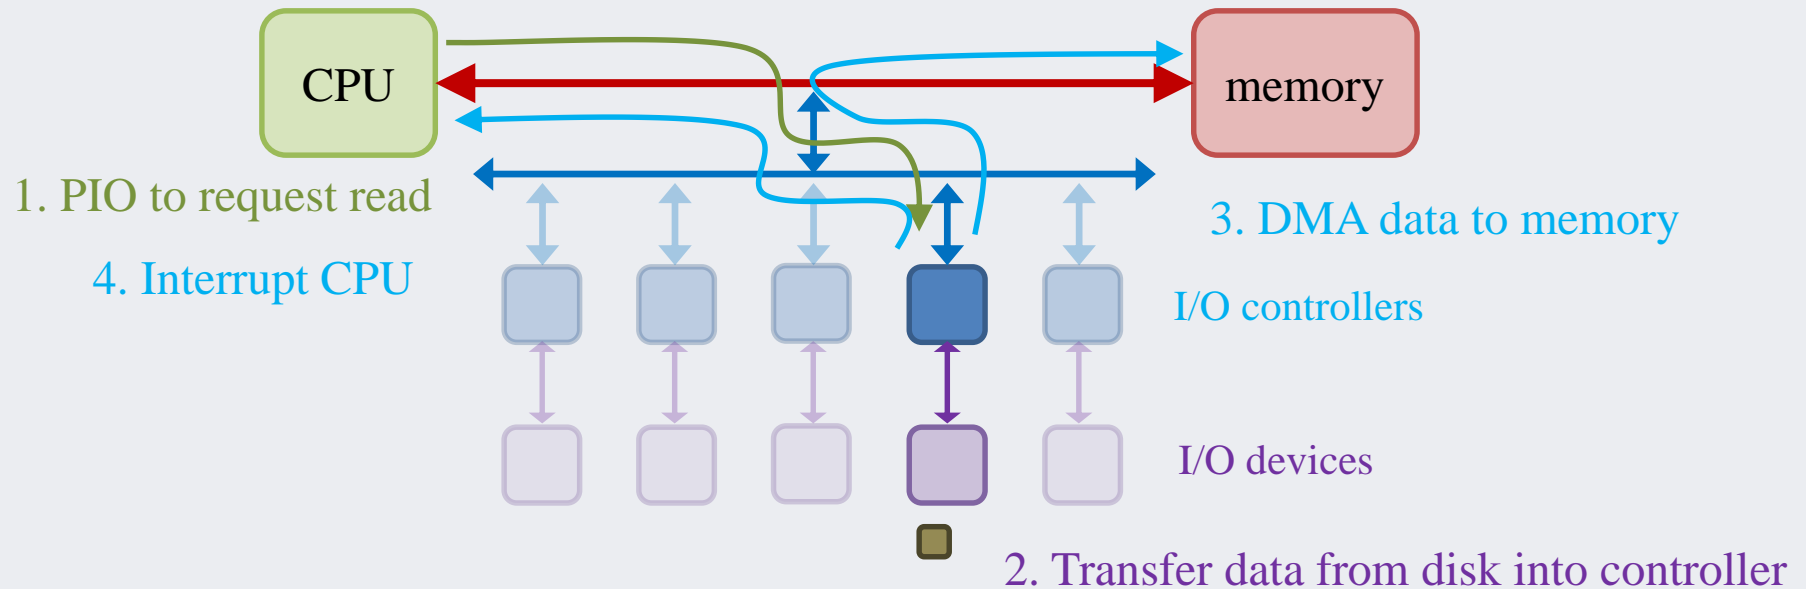 CPU
memory
1. PIO to request read
3. DMA data to memory
4. Interrupt CPU
I/O controllers
I/O devices
2. Transfer data from disk into controller